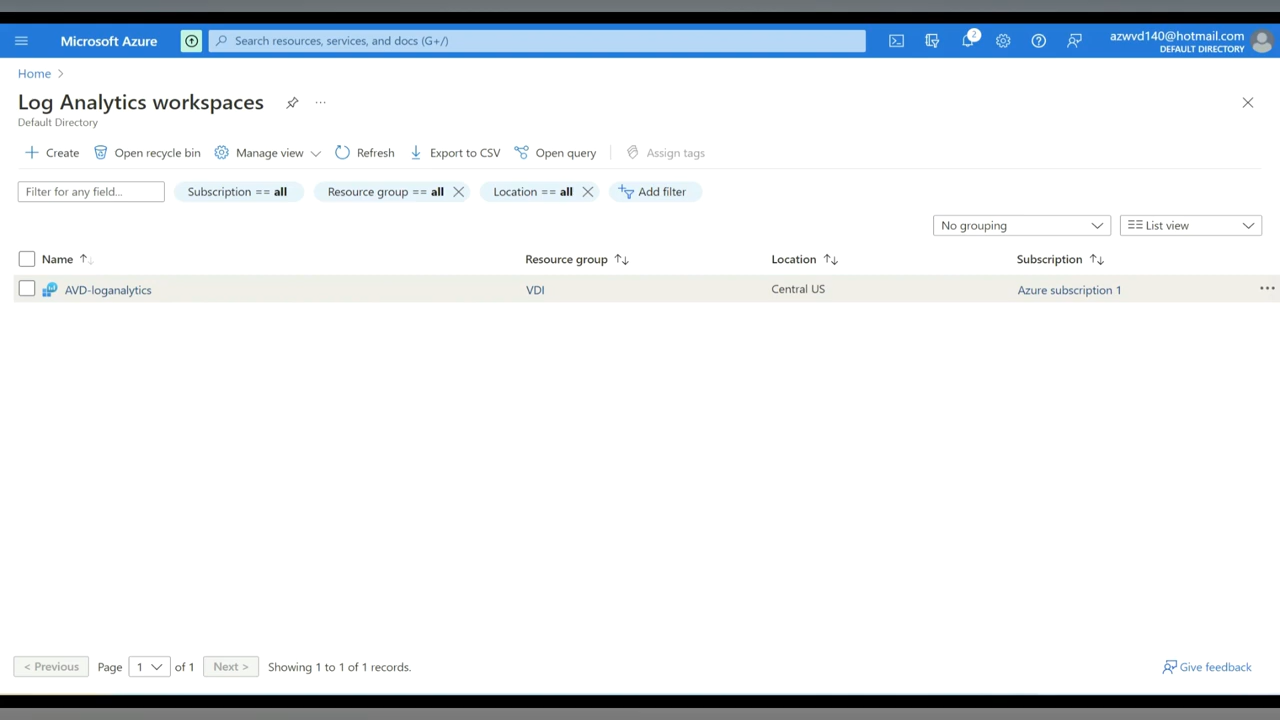 Microsoft Azure
Search resources, services, and docs (G+/)
2
azwvd140@hotmail.com
DEFAULT DIRECTORY
Home
Log Analytics workspaces
Default Directory
Create
Open recycle bin
Manage view
Refresh
Export to CSV
Open query
Assign tags
Filter for any field...
Subscription == all
Resource group == all
Location == all
Add filter
No grouping
List view
Name
Resource group
Location
Subscription
AVD-loganalytics
VDI
Central US
Azure subscription 1
< Previous
Page
1
of 1
Next >
Showing 1 to 1 of 1 records.
Give feedback